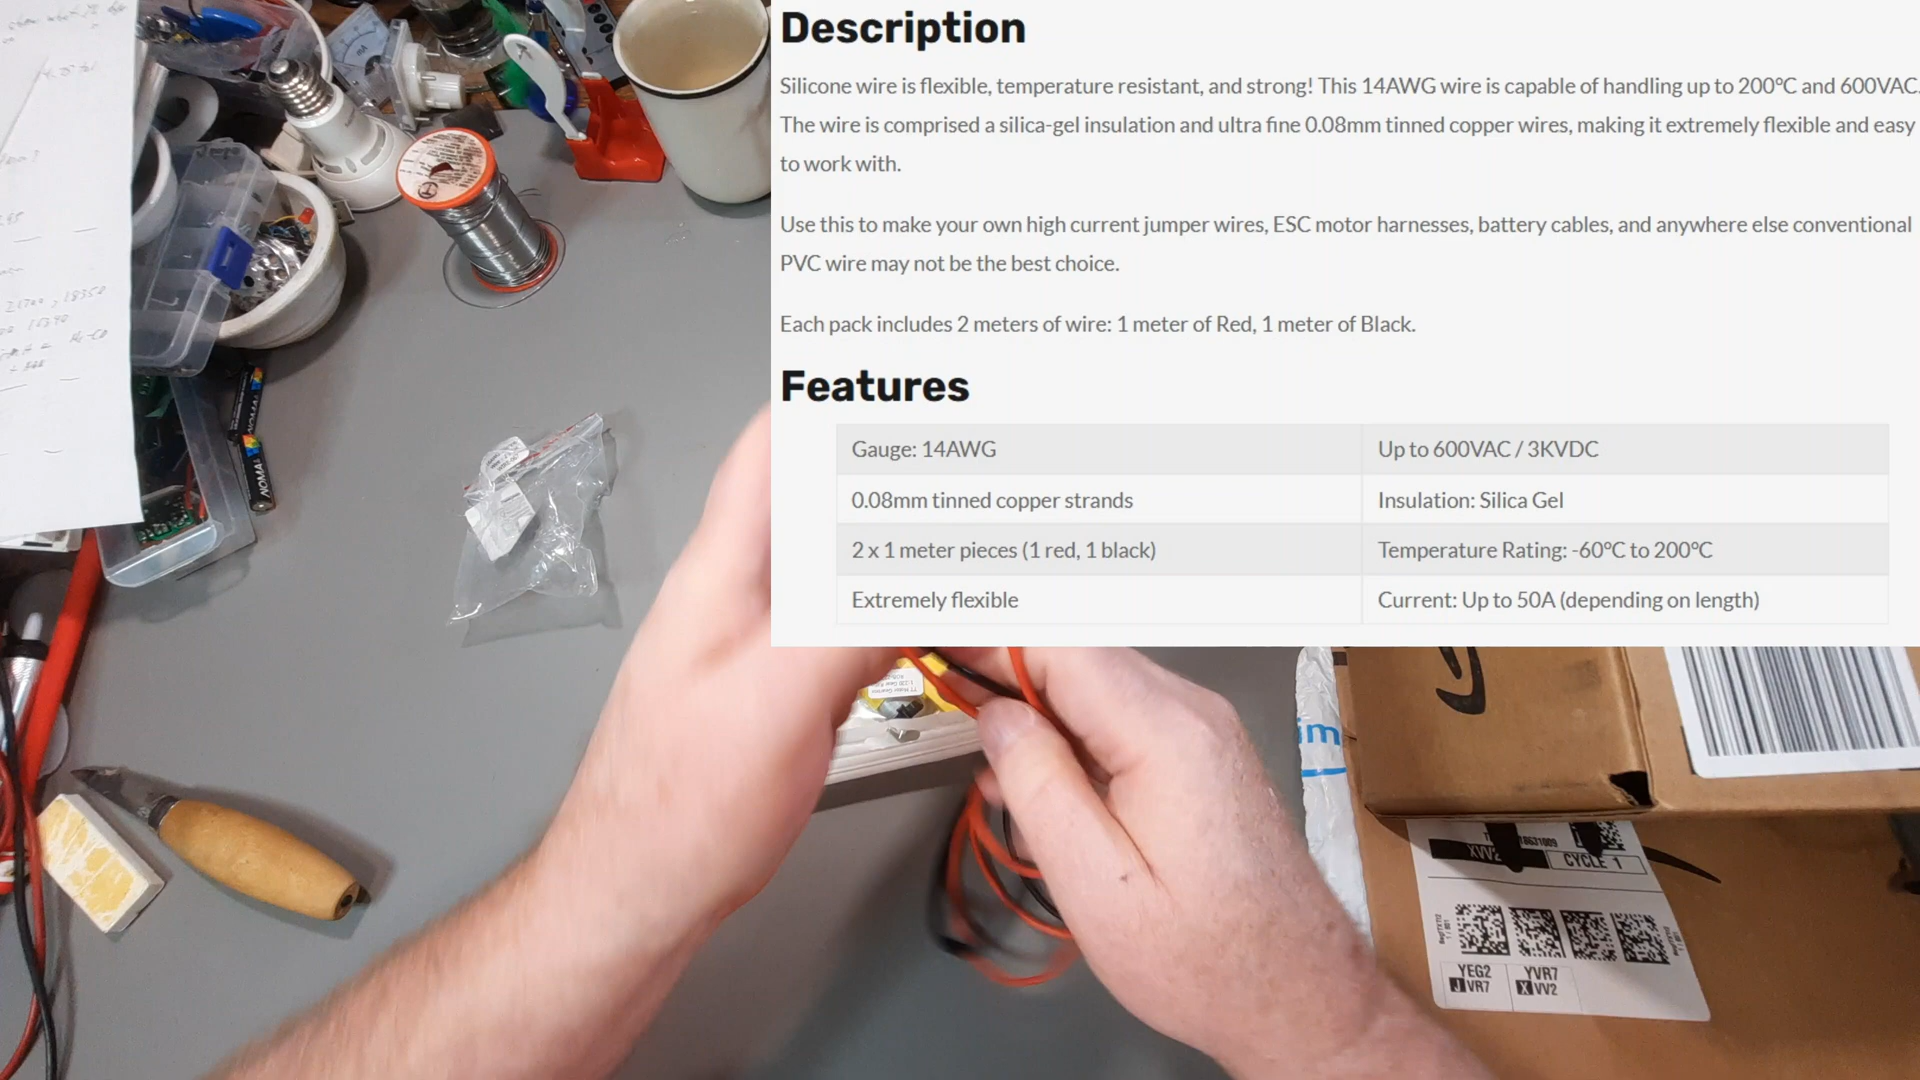 Description
Silicone wire is flexible, temperature resistant, and strong! This 14AWG wire is capable of handling up to 200°C and 600VAC.
The wire is comprised a silica-gel insulation and ultra fine 0.08mm tinned copper wires, making it extremely flexible and easy
to work with.
Use this to make your own high current jumper wires, ESC motor harnesses, battery cables, and anywhere else conventional
PVC wire may not be the best choice.
Each pack includes 2 meters of wire: 1 meter of Red, 1 meter of Black.
Features
Gauge: 14AWG
Up to 600VAC / 3KVDC
0.08mm tinned copper strands
Insulation: Silica Gel
2 x 1 meter pieces (1 red, 1 black)
Temperature Rating: -60°C to 200°C
Extremely flexible
Current: Up to 50A (depending on length)
im
CYCLE 1
YEG2
J VR7
YVR7
X VV2